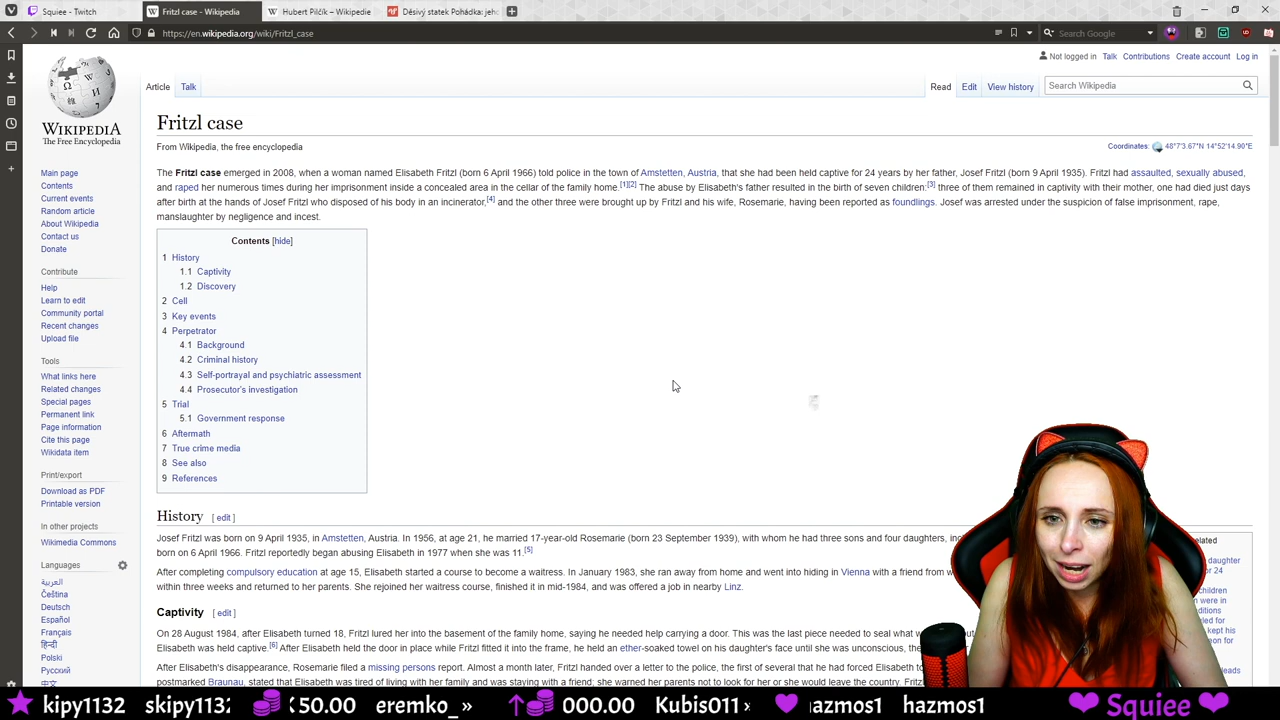 Squiee - Twitch
Fritzl case - Wikipedia
Hubert Pilčík – Wikipedie
Děsivý statek Pohádka: jeho
https://en.wikipedia.org/wiki/Fritzl_case
Search Google
Not logged in Talk Contributions Create account Log in
Article Talk
Read Edit View history
Search Wikipedia
WIKIPEDIA
The Free Encyclopedia
Main page
Contents
Current events
Random article
About Wikipedia
Contact us
Donate
Contribute
Help
Learn to edit
Community portal
Recent changes
Upload file
Tools
What links here
Related changes
Special pages
Permanent link
Page information
Cite this page
Wikidata item
Print/export
Download as PDF
Printable version
In other projects
Wikimedia Commons
Languages
العربية
Čeština
Deutsch
Español
Français
हिन्दी
Polski
Русский
中文
Fritzl case
From Wikipedia, the free encyclopedia
Coordinates: 48°7′3.67″N 14°52′14.90″E
The Fritzl case emerged in 2008, when a woman named Elisabeth Fritzl (born 6 April 1966) told police in the town of Amstetten, Austria, that she had been held captive for 24 years by her father, Josef Fritzl (born 9 April 1935). Fritzl had assaulted, sexually abused,
and raped her numerous times during her imprisonment inside a concealed area in the cellar of the family home.[1][2] The abuse by Elisabeth's father resulted in the birth of seven children:[3] three of them remained in captivity with their mother, one had died just days
after birth at the hands of Josef Fritzl who disposed of his body in an incinerator,[4] and the other three were brought up by Fritzl and his wife, Rosemarie, having been reported as foundlings. Josef was arrested under the suspicion of false imprisonment, rape,
manslaughter by negligence and incest.
Contents [hide]
1 History
1.1 Captivity
1.2 Discovery
2 Cell
3 Key events
4 Perpetrator
4.1 Background
4.2 Criminal history
4.3 Self-portrayal and psychiatric assessment
4.4 Prosecutor's investigation
5 Trial
5.1 Government response
6 Aftermath
7 True crime media
8 See also
9 References
History [ edit ]
Josef Fritzl was born on 9 April 1935, in Amstetten, Austria. In 1956, at age 21, he married 17-year-old Rosemarie (born 23 September 1939), with whom he had three sons and four daughters, inc
born on 6 April 1966. Fritzl reportedly began abusing Elisabeth in 1977 when she was 11.[5]
After completing compulsory education at age 15, Elisabeth started a course to become a waitress. In January 1983, she ran away from home and went into hiding in Vienna with a friend from w
within three weeks and returned to her parents. She rejoined her waitress course, finished it in mid-1984, and was offered a job in nearby Linz.
Captivity [ edit ]
On 28 August 1984, after Elisabeth turned 18, Fritzl lured her into the basement of the family home, saying he needed help carrying a door. This was the last piece needed to seal what w
Elisabeth was held captive.[6] After Elisabeth held the door in place while Fritzl fitted it into the frame, he held an ether-soaked towel on his daughter's face until she was unconscious, the
After Elisabeth's disappearance, Rosemarie filed a missing persons report. Almost a month later, Fritzl handed over a letter to the police, the first of several that he had forced Elisabeth to
postmarked Braunau, stated that Elisabeth was tired of living with her family and was staying with a friend; she warned her parents not to look for her or she would leave the country. Fritz
elated
daughter
or 24
children
n were in
ditions
ed for
kept his
on for
eads
kipy1132 skipy1132 50.00 eremko_» 000.00 Kubis011» azmos1 hazmos1 Squiee